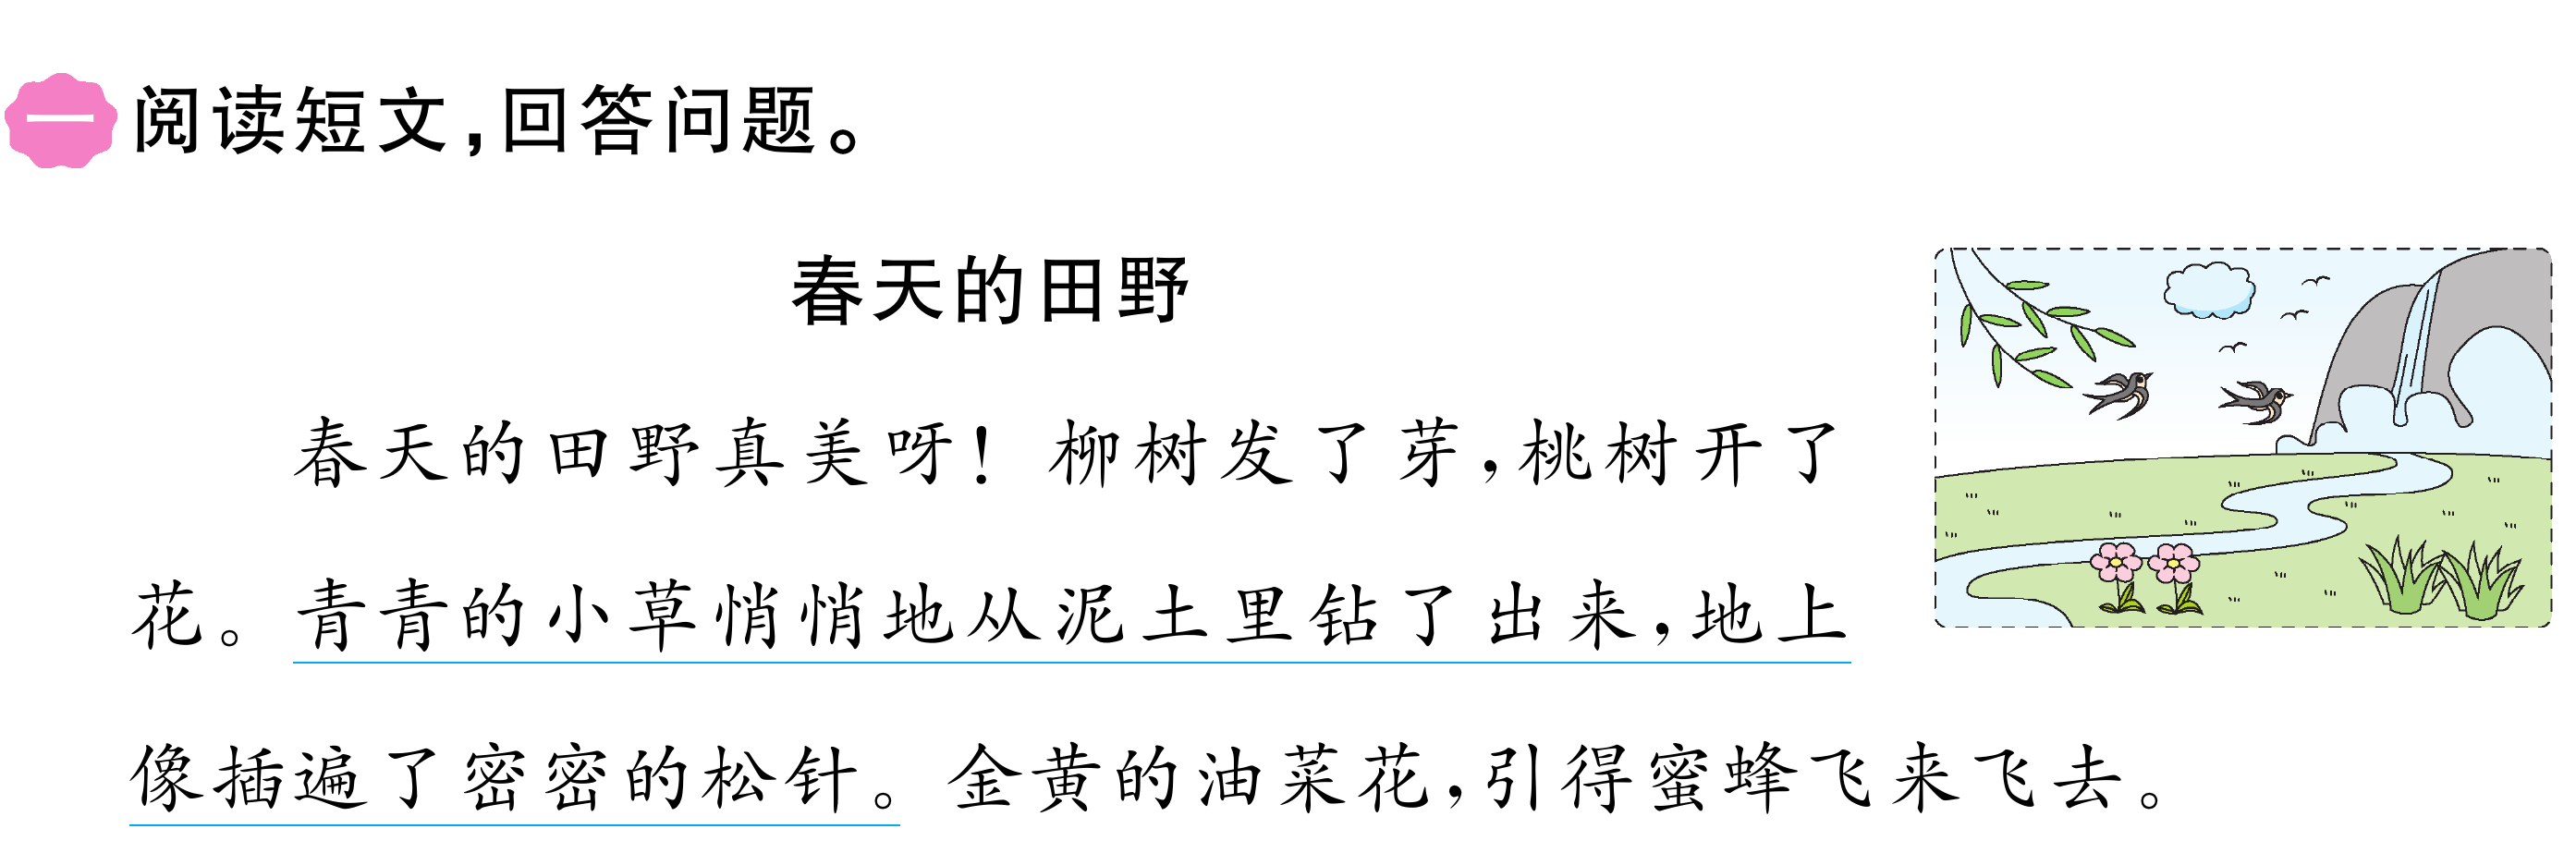 一 阅读短文,回答问题。
春天的田野
春天的田野真美呀！柳树发了芽,桃树开了
花。青青的小草悄悄地从泥土里钻了出来,地上
像插遍了密密的松针。金黄的油菜花,引得蜜蜂飞来飞去。